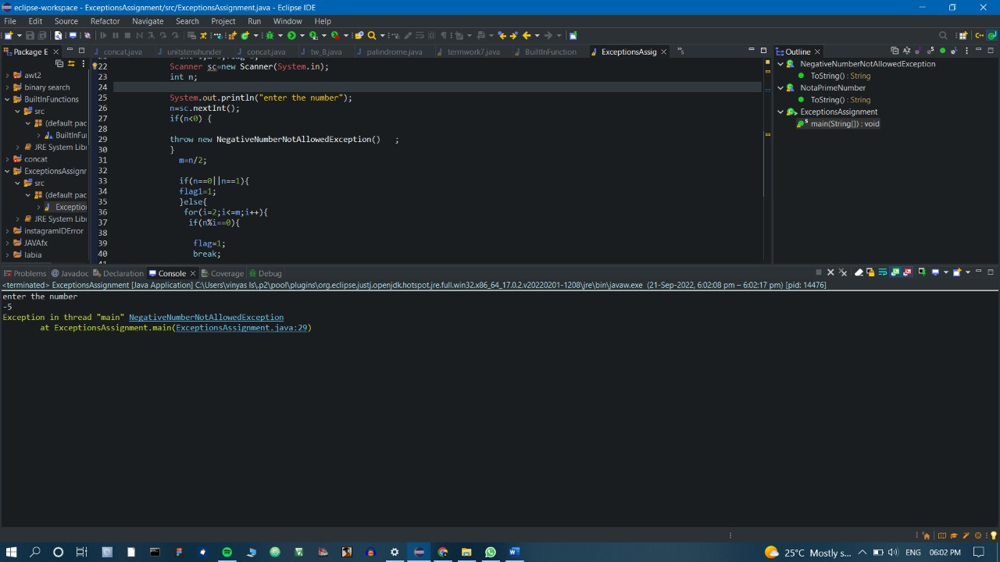 eclipse-workspace - ExceptionsAssignment/src/ExceptionsAssignment.java - Eclipse IDE
File Edit Source Refactor Navigate Search Project Run Window Help
Package E
concat.java unitstenshunder concat.java tw_8.java palindrome.java termwork7.java BuiltInFunction ExceptionsAssig
awt2
binary search
BuiltInFunctions
src
(default pac
BuiltInFu
JRE System Libr
concat
ExceptionsAssignr
src
(default pac
Exception
JRE System Libr
instagramIDError
JAVAfx
labia
22 Scanner sc=new Scanner(System.in);
23 int n;
24
25 System.out.println("enter the number");
26 n=sc.nextInt();
27 if(n<0) {
28
29 throw new NegativeNumberNotAllowedException()   ;
30 }
31 m=n/2;
32
33 if(n==0||n==1){
34 flag1=1;
35 }else{
36 for(i=2;i<=m;i++){
37 if(n%i==0){
38
39 flag=1;
40 break;
Outline
NegativeNumberNotAllowedException
ToString() : String
NotaPrimeNumber
ToString() : String
ExceptionsAssignment
main(String[]) : void
Problems Javadoc Declaration Console Coverage Debug
<terminated> ExceptionsAssignment [Java Application] C:\Users\vinyas ls\.p2\pool\plugins\org.eclipse.justj.openjdk.hotspot.jre.full.win32.x86_64_17.0.2.v20220201-1208\jre\bin\javaw.exe (21-Sep-2022, 6:02:08 pm – 6:02:17 pm) [pid: 14476]
enter the number
-5
Exception in thread "main" NegativeNumberNotAllowedException
at ExceptionsAssignment.main(ExceptionsAssignment.java:29)
25°C Mostly s... ENG 06:02 PM